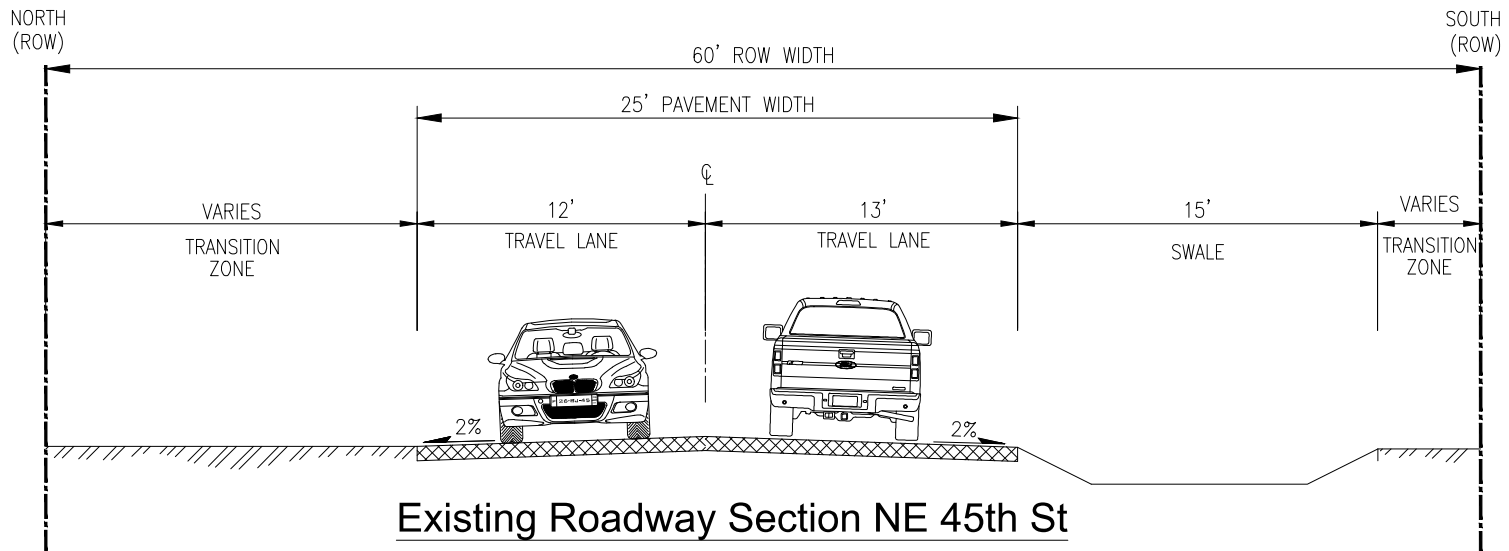 NORTH
(ROW)
SOUTH
(ROW)
60' ROW WIDTH
25' PAVEMENT WIDTH
℄
VARIES
TRANSITION
ZONE
12'
TRAVEL LANE
13'
TRAVEL LANE
15'
SWALE
VARIES
TRANSITION
ZONE
2%
2%
Existing Roadway Section NE 45th St